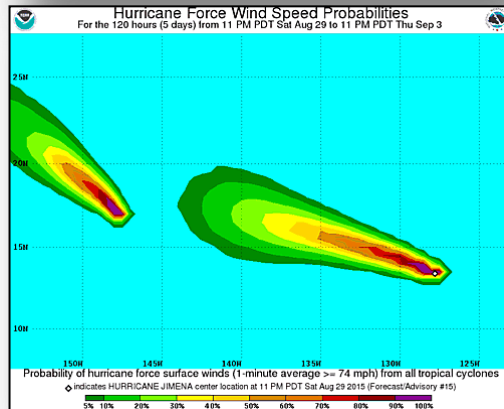 Hurricane Force Wind Speed Probabilities
For the 120 hours (5 days) from 11 PM PDT Sat Aug 29 to 11 PM PDT Thu Sep 3
25N
20N
15N
10N
150W 145W 140W 135W 130W 125W
Probability of hurricane force surface winds (1-minute average >= 74 mph) from all tropical cyclones
indicates HURRICANE JIMENA center location at 11 PM PDT Sat Aug 29 2015 (Forecast/Advisory #15)
5% 10% 20% 30% 40% 50% 60% 70% 80% 90% 100%